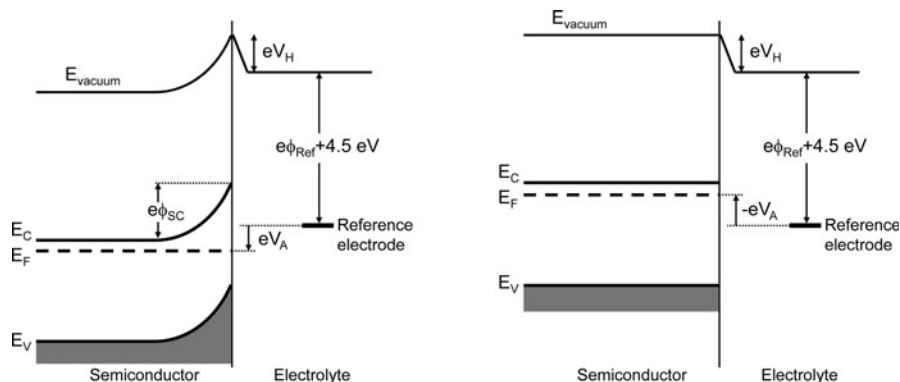 E_vacuum
eV_H
eϕ_Ref+4.5 eV
eϕ_SC
E_C
E_F
eV_A
Reference
electrode
E_V
Semiconductor
Electrolyte
E_vacuum
eV_H
eϕ_Ref+4.5 eV
E_C
E_F
-eV_A
Reference
electrode
E_V
Semiconductor
Electrolyte